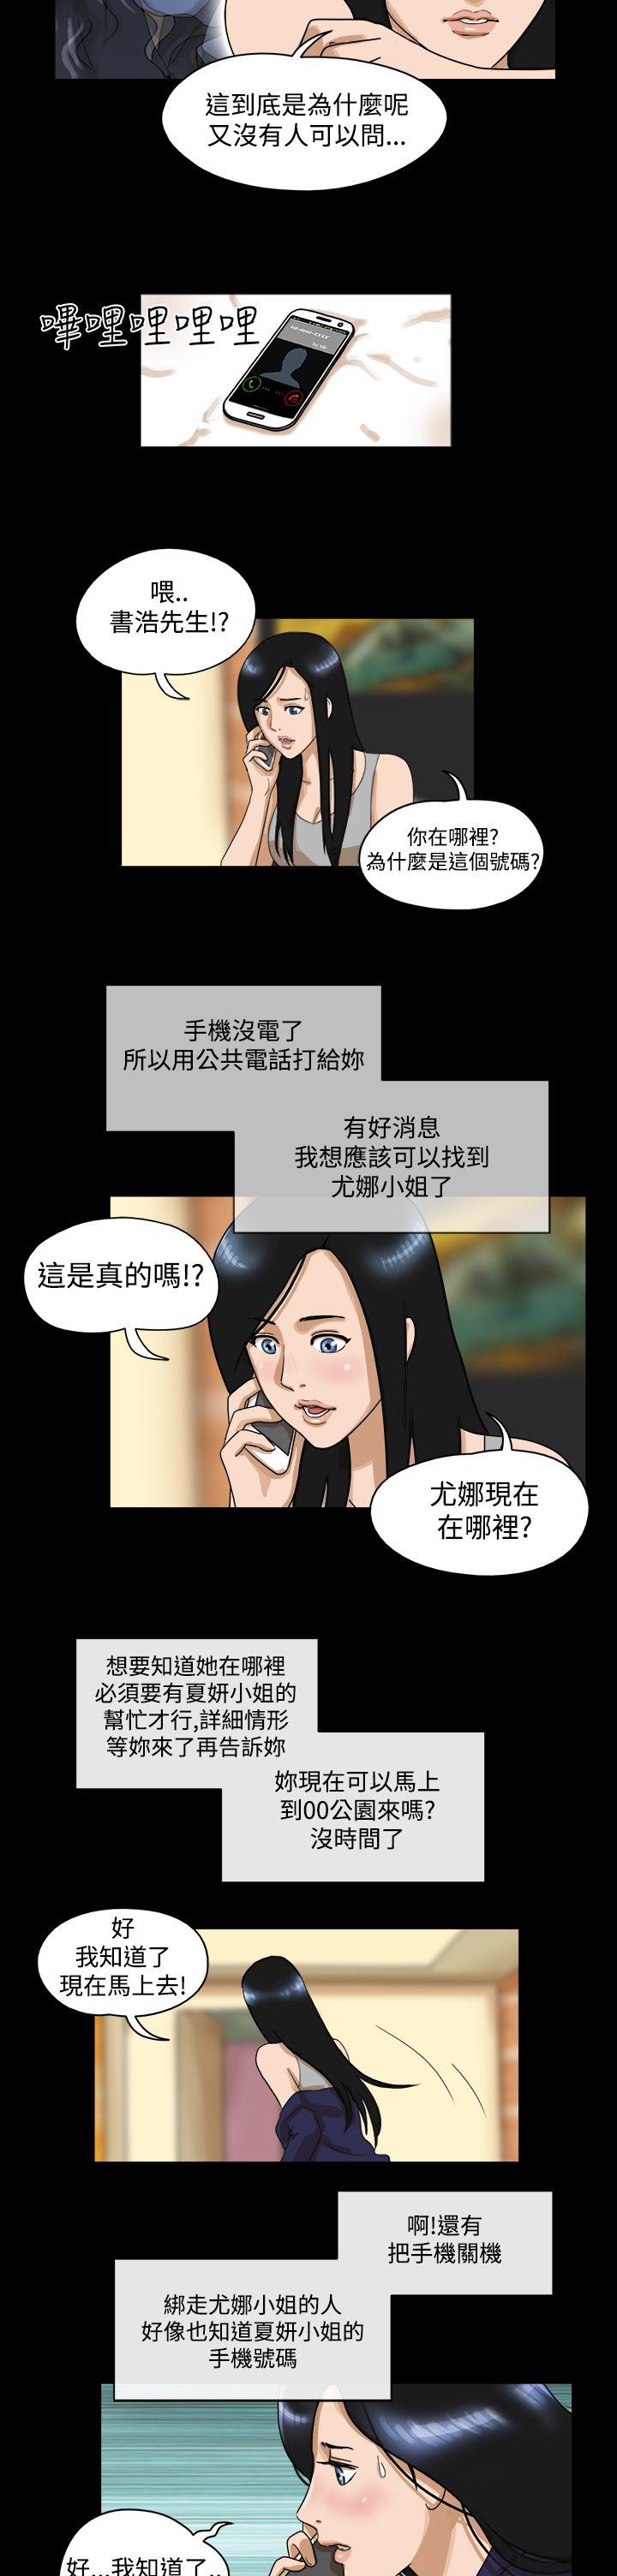 這到底是為什麼呢
又沒有人可以問...
嗶哩哩哩哩
喂..
書浩先生!?
你在哪裡?
為什麼是這個號碼?
手機沒電了
所以用公共電話打給妳
有好消息
我想應該可以找到
尤娜小姐了
這是真的嗎!?
尤娜現在
在哪裡?
想要知道她在哪裡
必須要有夏妍小姐的
幫忙才行,詳細情形
等妳來了再告訴妳
妳現在可以馬上
到00公園來嗎?
沒時間了
好
我知道了
現在馬上去!
啊!還有
把手機關機
綁走尤娜小姐的人
好像也知道夏妍小姐的
手機號碼
好...我知道了..